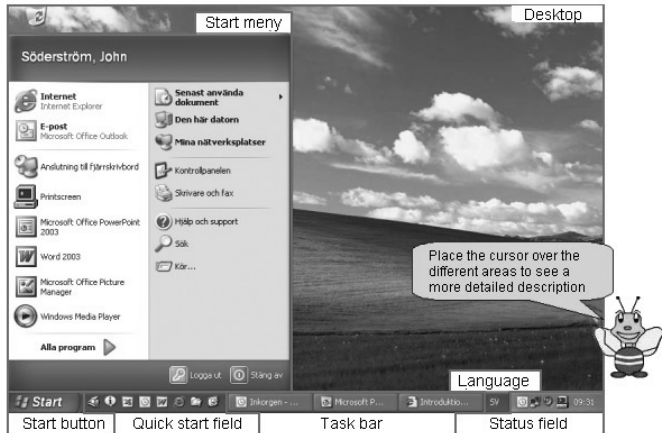 Start meny
Desktop
Söderström, John
Internet
Internet Explorer
E-post
Microsoft Office Outlook
Anslutning till fjärrskrivbord
Printscreen
Microsoft Office PowerPoint
2003
Word 2003
Microsoft Office Picture
Manager
Windows Media Player
Alla program
Senast använda
dokument
Den här datorn
Mina nätverksplatser
Kontrollpanelen
Skrivare och fax
Hjälp och support
Sök
Kör...
Logga ut
Stäng av
Place the cursor over the
different areas to see a
more detailed description
Language
Start
Inkorgen - ...
Microsoft P...
Introduktio...
SV
09:31
Start button
Quick start field
Task bar
Status field